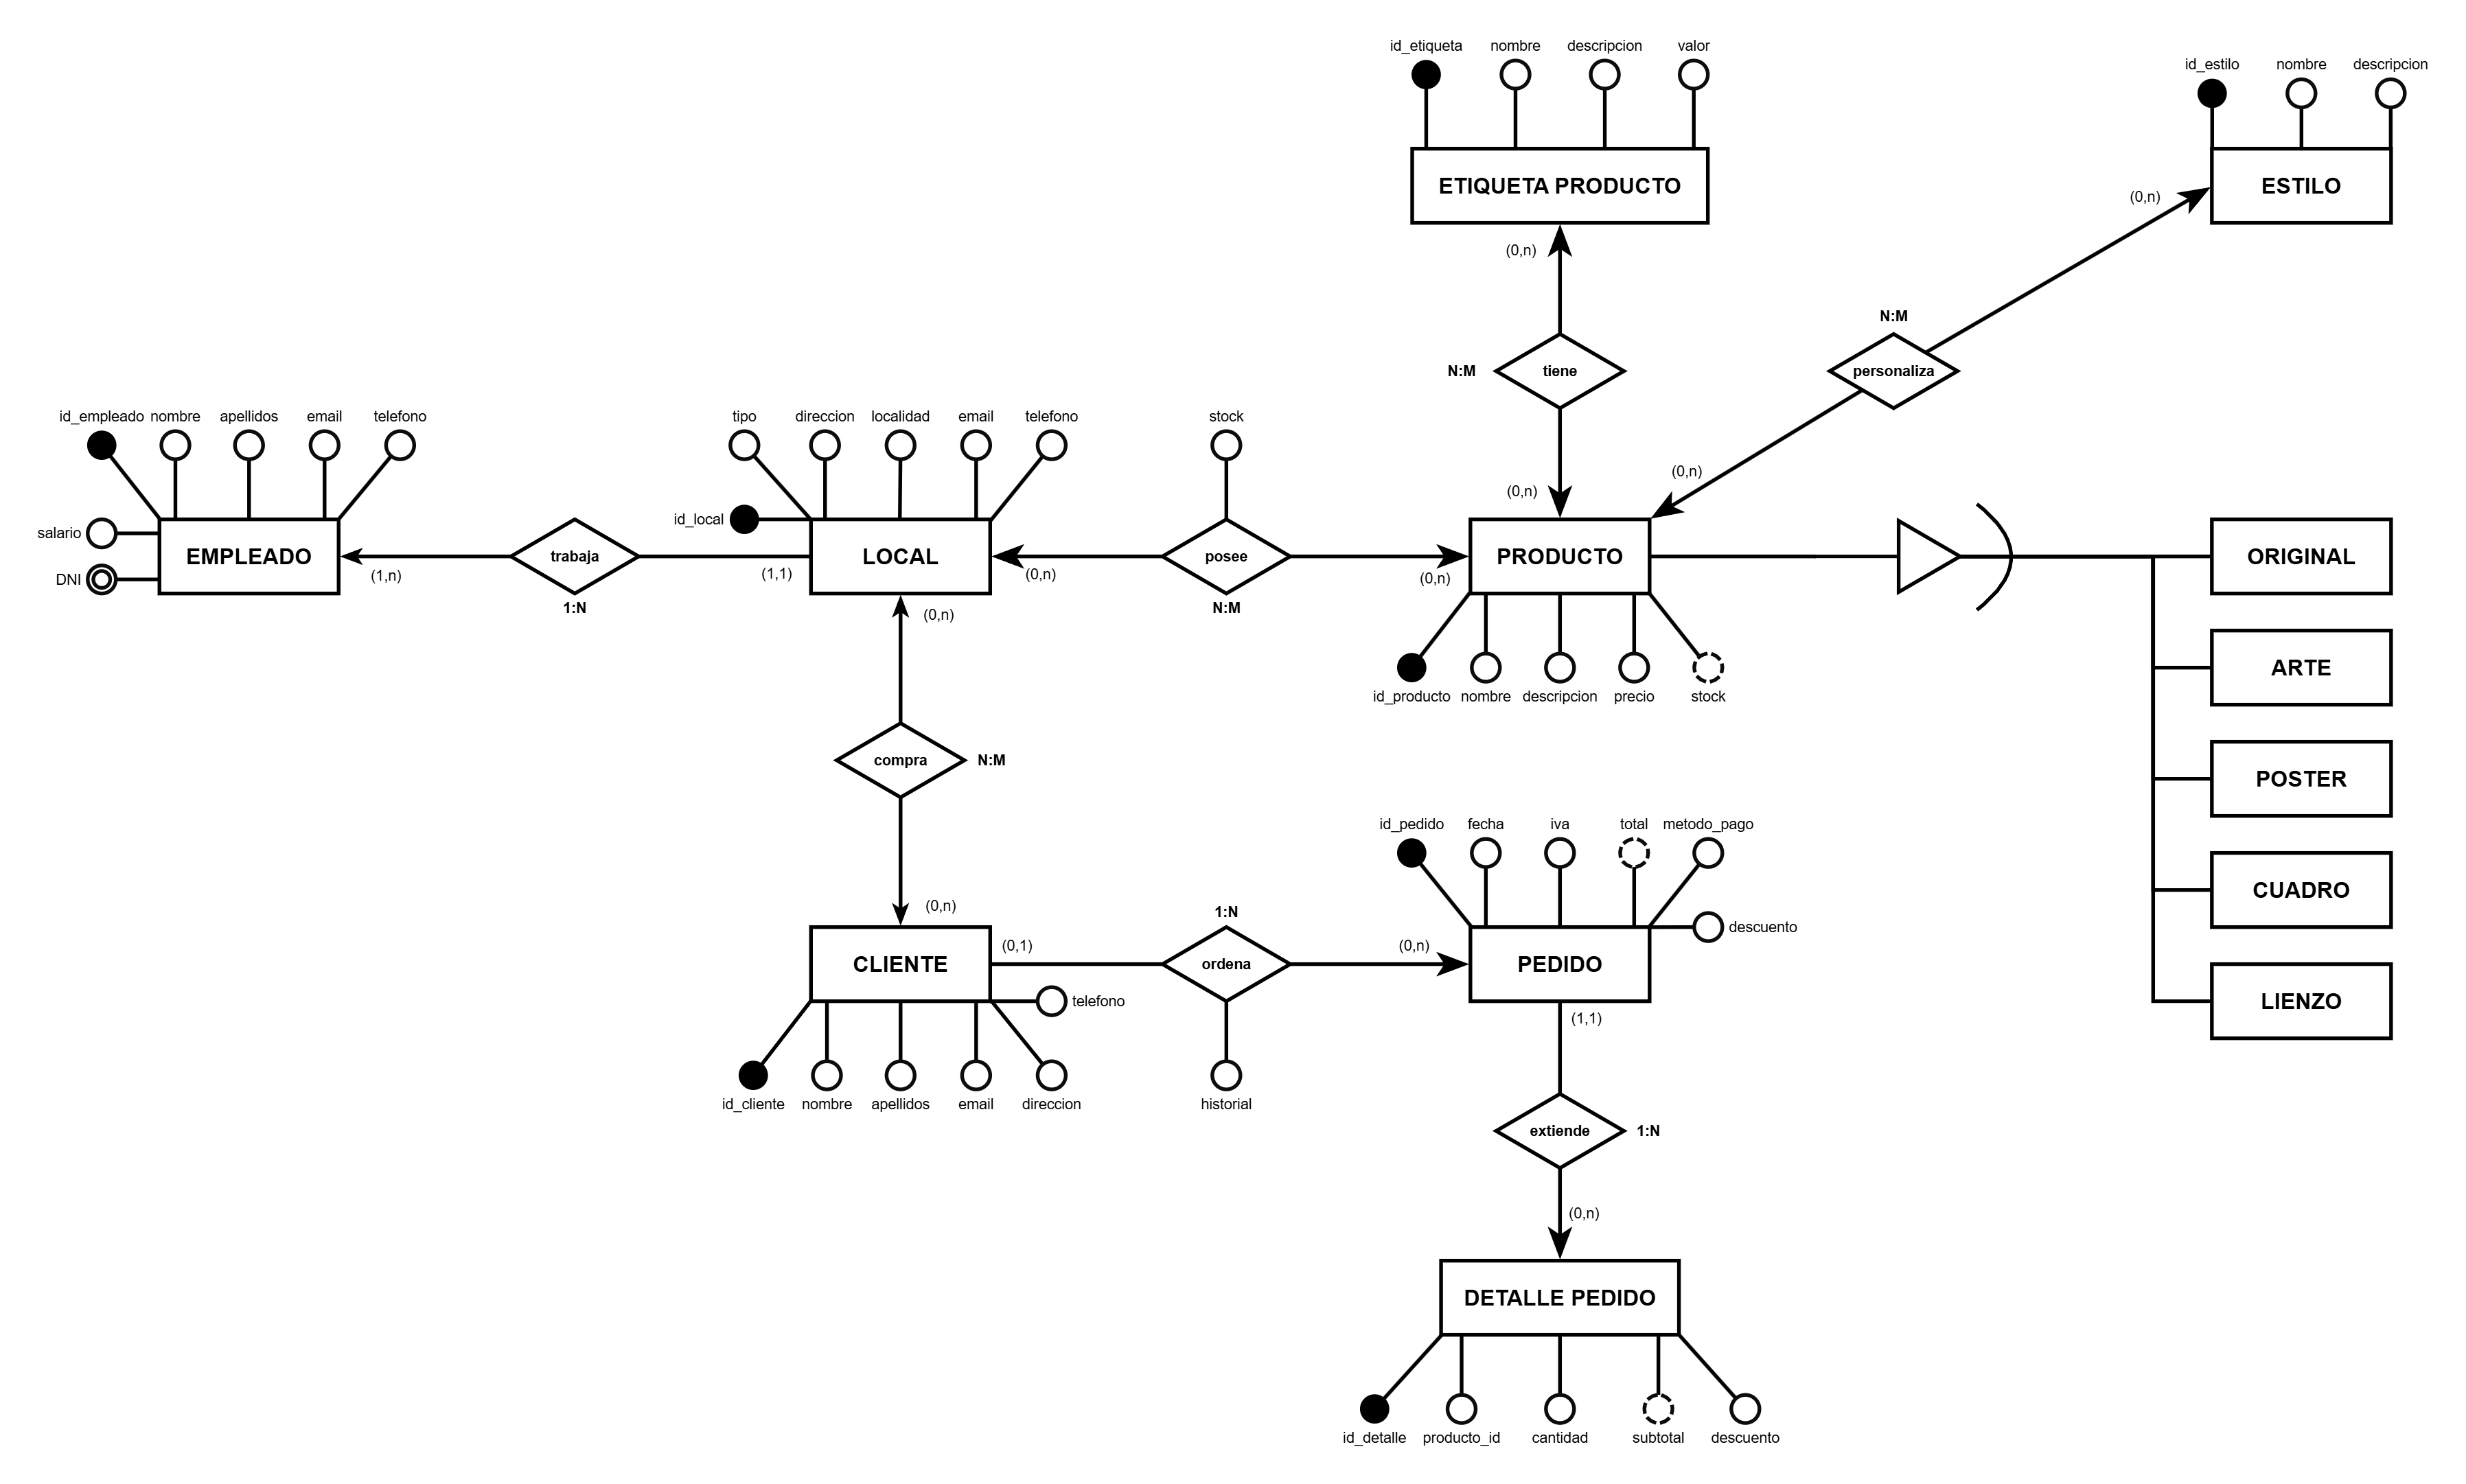 id_etiqueta nombre descripcion valor
id_estilo nombre descripcion
ETIQUETA PRODUCTO
ESTILO
(0,n)
(0,n)
N:M
N:M
tiene
personaliza
(0,n)
(0,n)
id_empleado nombre apellidos email telefono
tipo direccion localidad email telefono
stock
id_local
salario
DNI
EMPLEADO
(1,n)
trabaja
1:N
(1,1)
LOCAL
(0,n)
posee
N:M
(0,n)
PRODUCTO
ORIGINAL
(0,n)
id_producto nombre descripcion precio stock
ARTE
compra
N:M
POSTER
id_pedido fecha iva total metodo_pago
CUADRO
(0,n)
1:N
descuento
CLIENTE
(0,1)
ordena
(0,n)
PEDIDO
telefono
(1,1)
LIENZO
id_cliente nombre apellidos email direccion
historial
extiende
1:N
(0,n)
DETALLE PEDIDO
id_detalle producto_id cantidad subtotal descuento